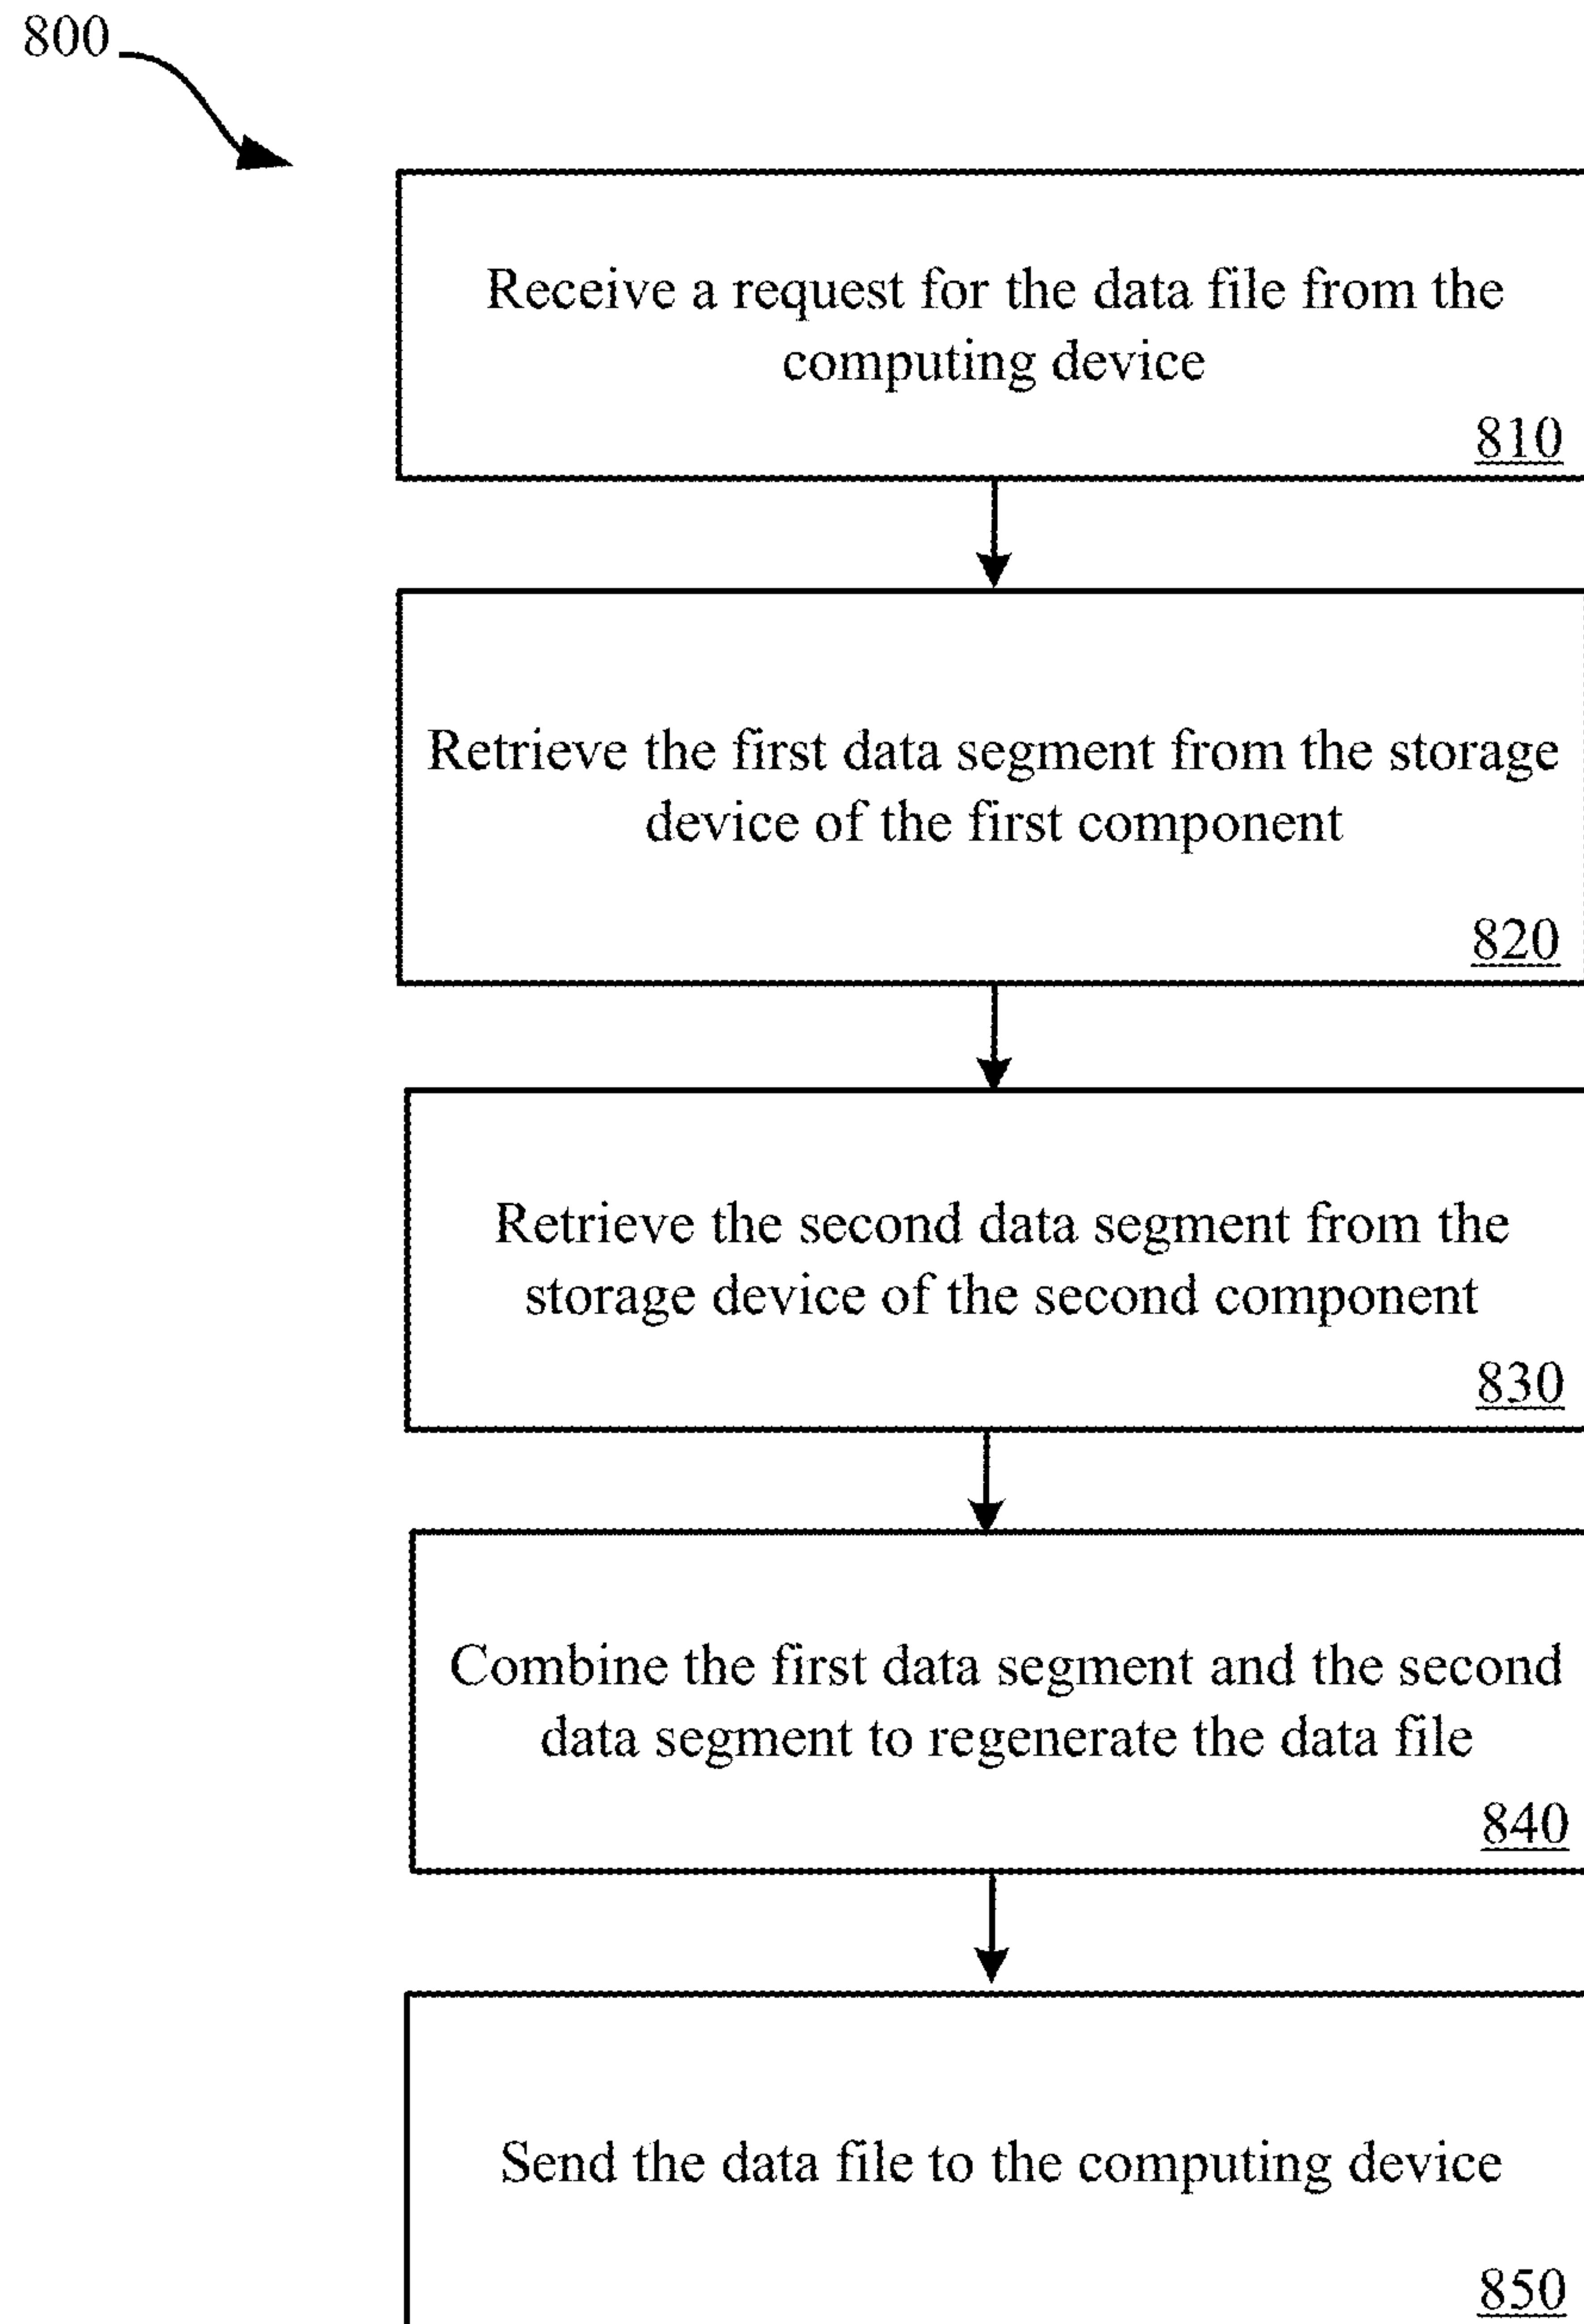 800
Receive a request for the data file from the
computing device
810
Retrieve the first data segment from the storage
device of the first component
820
Retrieve the second data segment from the
storage device of the second component
830
Combine the first data segment and the second
data segment to regenerate the data file
840
Send the data file to the computing device
850